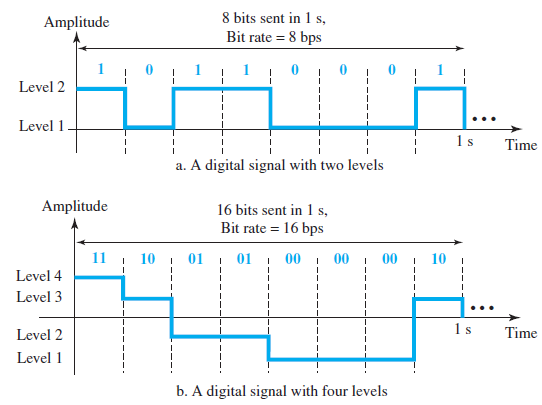 Amplitude
8 bits sent in 1 s,
Bit rate = 8 bps
1 0 1 1 0 0 0 1
Level 2
Level 1
...
1 s
Time
a. A digital signal with two levels
Amplitude
16 bits sent in 1 s,
Bit rate = 16 bps
11 10 01 01 00 00 00 10
Level 4
Level 3
...
Level 2
1 s
Time
Level 1
b. A digital signal with four levels